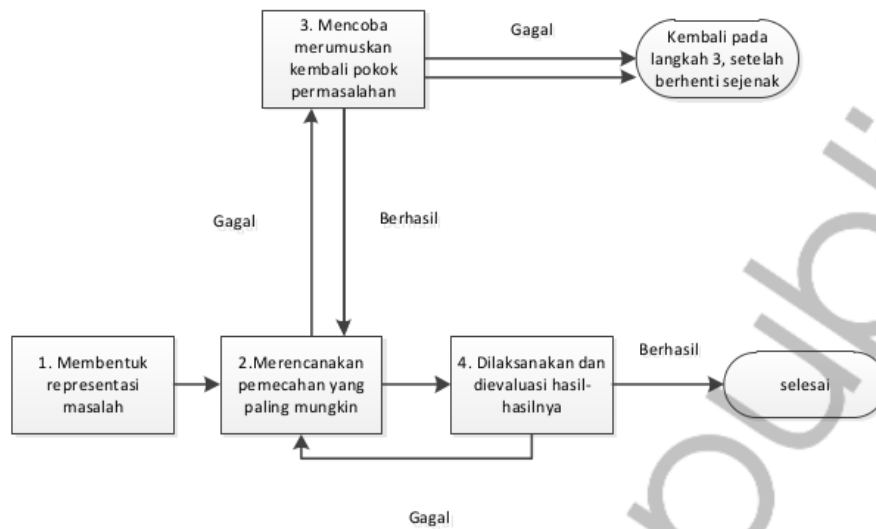 3. Mencoba
merumuskan
kembali pokok
permasalahan
Gagal
Kembali pada
langkah 3, setelah
berhenti sejenak
Gagal
Berhasil
1. Membentuk
representasi
masalah
2.Merencanakan
pemecahan yang
paling mungkin
4. Dilaksanakan dan
dievaluasi hasil-
hasilnya
Berhasil
selesai
Gagal